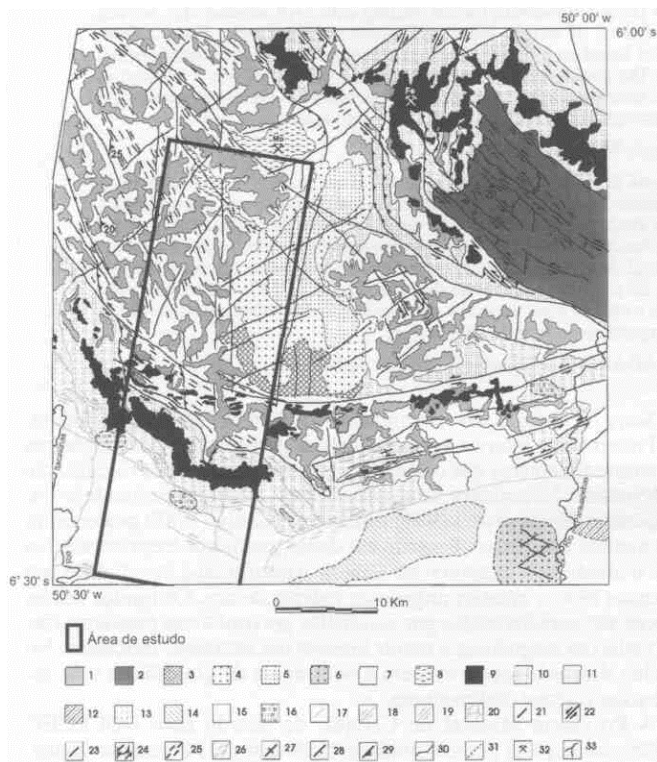 50° 00' w
6° 00' s
25
20
6° 30' s
50° 30' w
0 10 Km
Área de estudo
1 2 3 4 5 6 7 8 9 10 11
12 13 14 15 16 17 18 19 20 21 22
23 24 25 26 27 28 29 30 31 32 33